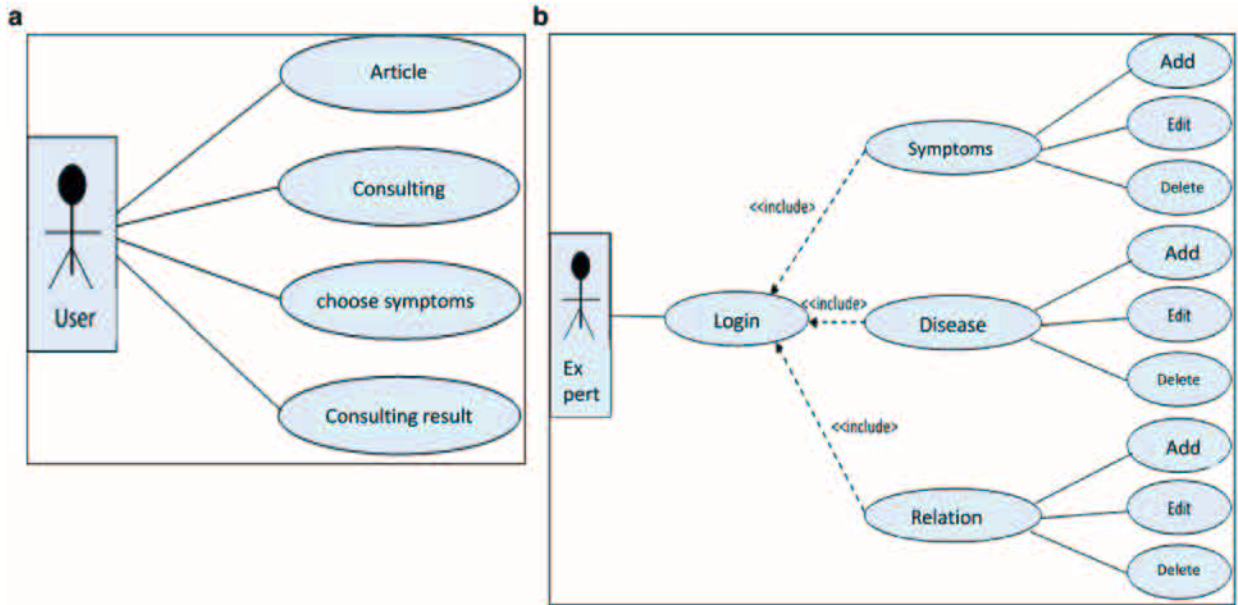 a
Article
Consulting
choose symptoms
Consulting result
User
b
Add
Edit
Delete
Symptoms
<<include>
Add
Edit
Delete
<<include>
Login
Disease
Ex
pert
<<include>
Add
Edit
Delete
Relation